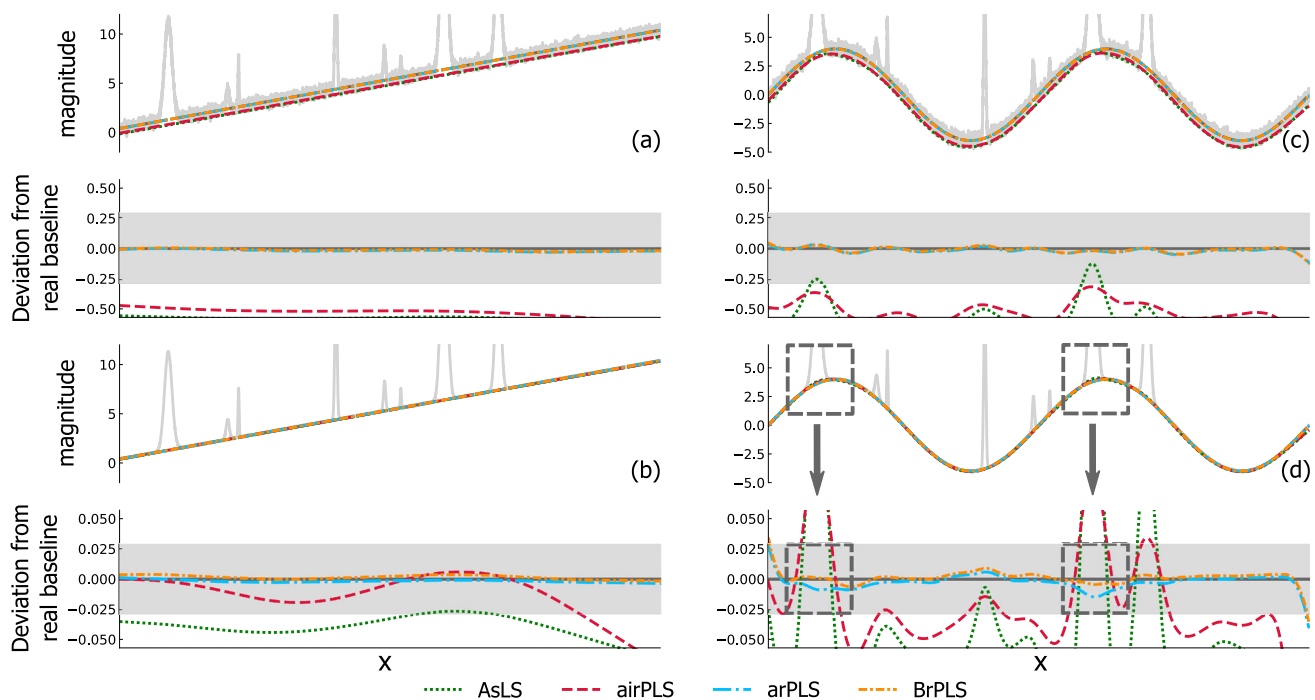 magnitude
10
5
0
(a)
5.0
2.5
0.0
−2.5
−5.0
(c)
Deviation from
real baseline
0.50
0.25
0.00
−0.25
−0.50
0.50
0.25
0.00
−0.25
−0.50
magnitude
10
5
0
(b)
5.0
2.5
0.0
−2.5
−5.0
(d)
Deviation from
real baseline
0.050
0.025
0.000
−0.025
−0.050
0.050
0.025
0.000
−0.025
−0.050
x
x
AsLS airPLS arPLS BrPLS